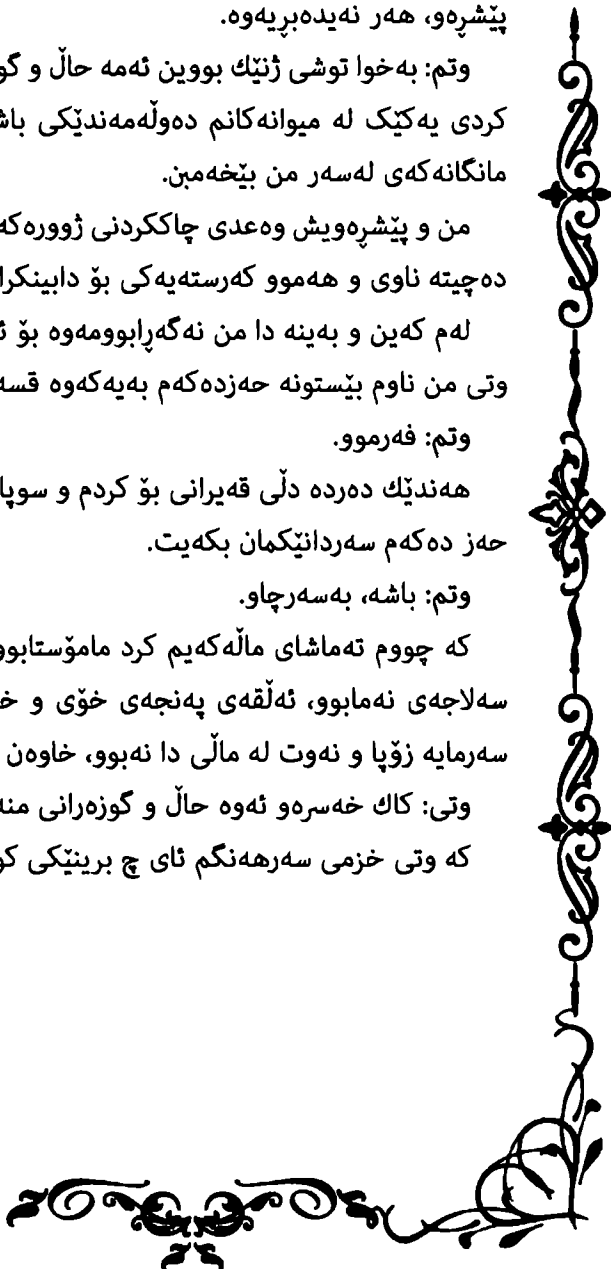 پێشڕەو، هەر نەیدەبڕیەوە.
وتم: بەخوا توشی ژنێك بووین ئەمە حاڵ و گو
کردی یەکێک لە میوانەکانم دەوڵەمەندێکی باش
مانگانەکەی لەسەر من بێخەمبن.
من و پێشڕەویش وەعدی چاککردنی ژوورەکە
دەچیتە ناوی و هەموو کەرستەیەکی بۆ دابینکرا
لەم کەین و بەینە دا من نەگەڕابوومەوە بۆ ئ
وتی من ناوم بێستونە حەزدەکەم بەیەکەوە قسە
وتم: فەرموو.
هەندێك دەردە دڵی قەیرانی بۆ کردم و سوپا
حەز دەکەم سەردانێکمان بکەیت.
وتم: باشە، بەسەرچاو.
کە چووم تەماشای ماڵەکەیم کرد مامۆستابوو
سەلاجەی نەمابوو، ئەڵقەی پەنجەی خۆی و خ
سەرمایە زۆپا و نەوت لە ماڵی دا نەبوو، خاوەن
وتی: کاك خەسرەو ئەوە حاڵ و گوزەرانی منە
کە وتی خزمی سەرهەنگم ئای چ برینێکی کو